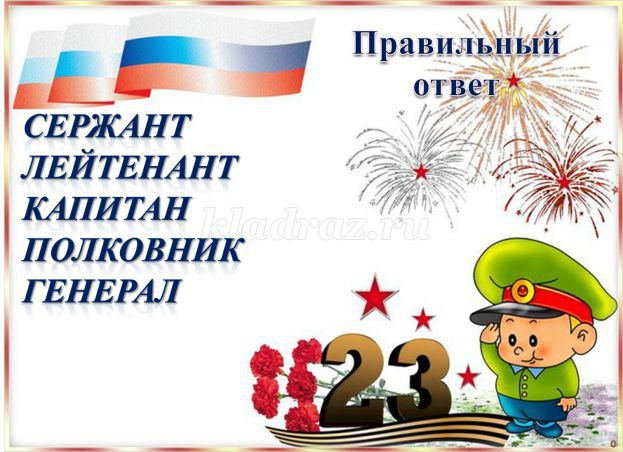 Правильный
ответ
СЕРЖАНТ
ЛЕЙТЕНАНТ
КАПИТАН
ПОЛКОВНИК
ГЕНЕРАЛ
kladraz.ru
23